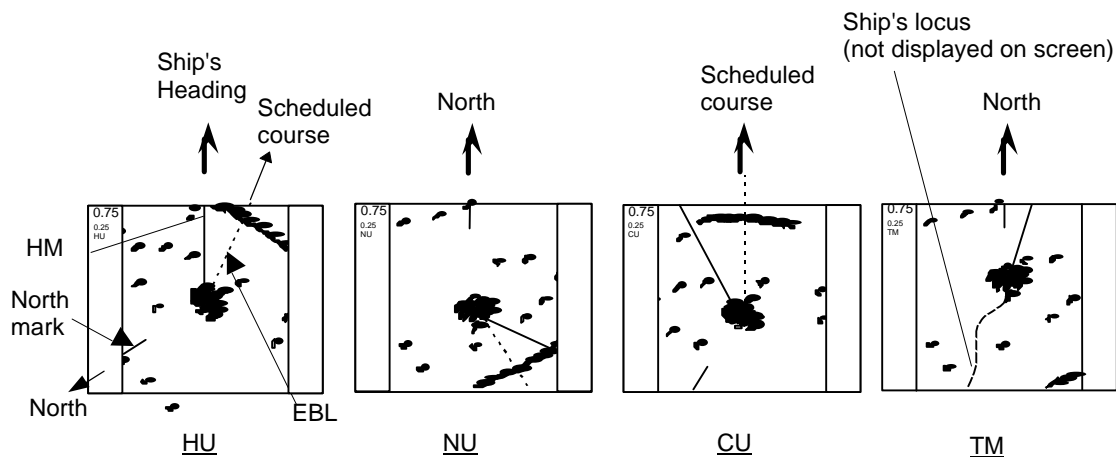 Ship's
Heading
Scheduled
course
North
Scheduled
course
Ship's locus
(not displayed on screen)
North
0.75
0.25
HU
0.75
0.25
NU
0.75
0.25
CU
0.75
0.25
TM
HM
North
mark
North
EBL
HU
NU
CU
TM